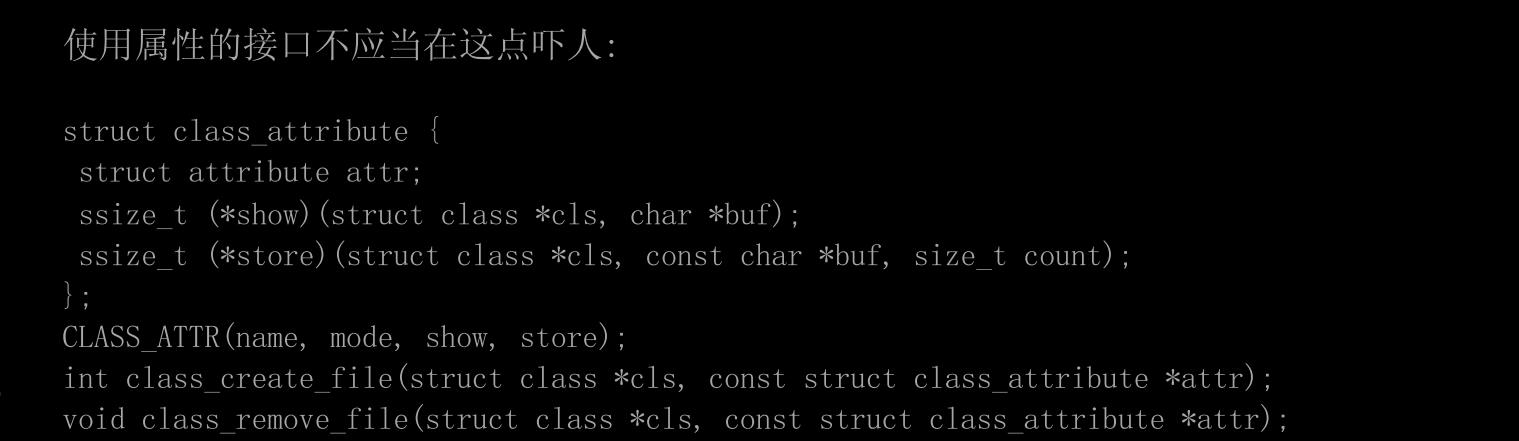 使用属性的接口不应当在这点吓人:
struct class_attribute {
 struct attribute attr;
 ssize_t (*show)(struct class *cls, char *buf);
 ssize_t (*store)(struct class *cls, const char *buf, size_t count);
};
CLASS_ATTR(name, mode, show, store);
int class_create_file(struct class *cls, const struct class_attribute *attr);
void class_remove_file(struct class *cls, const struct class_attribute *attr);